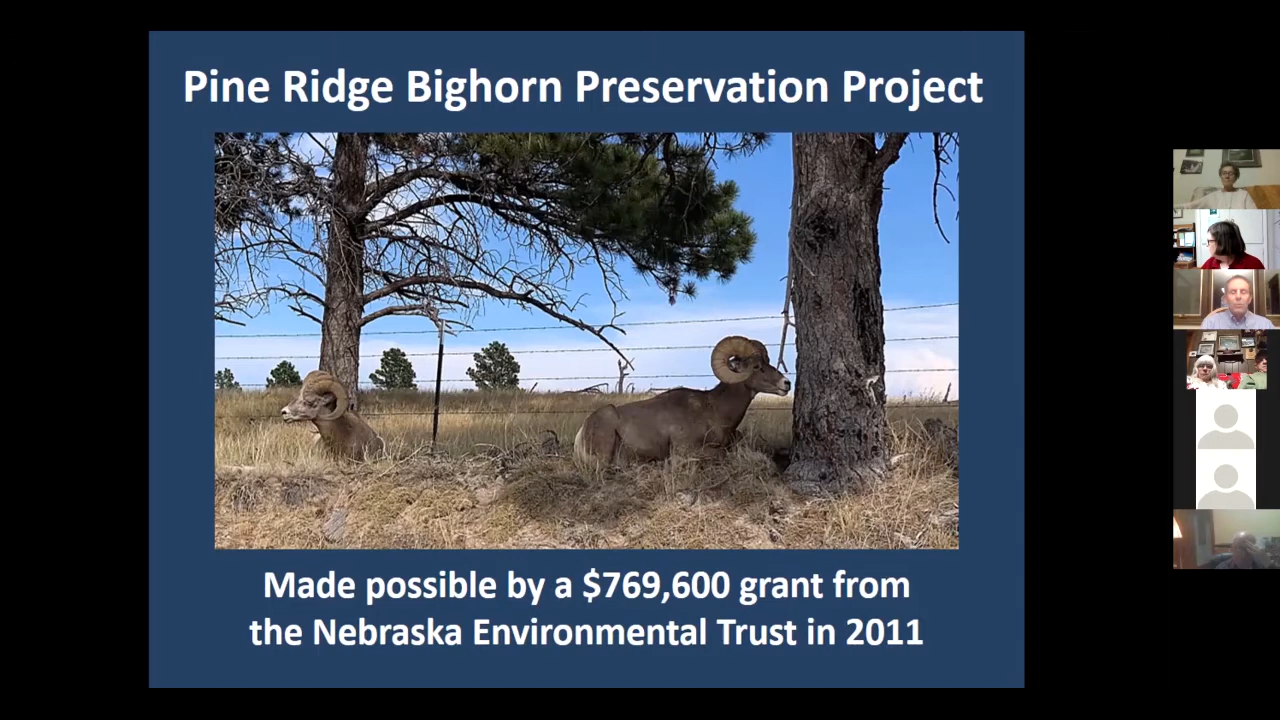 Pine Ridge Bighorn Preservation Project
Made possible by a $769,600 grant from
the Nebraska Environmental Trust in 2011